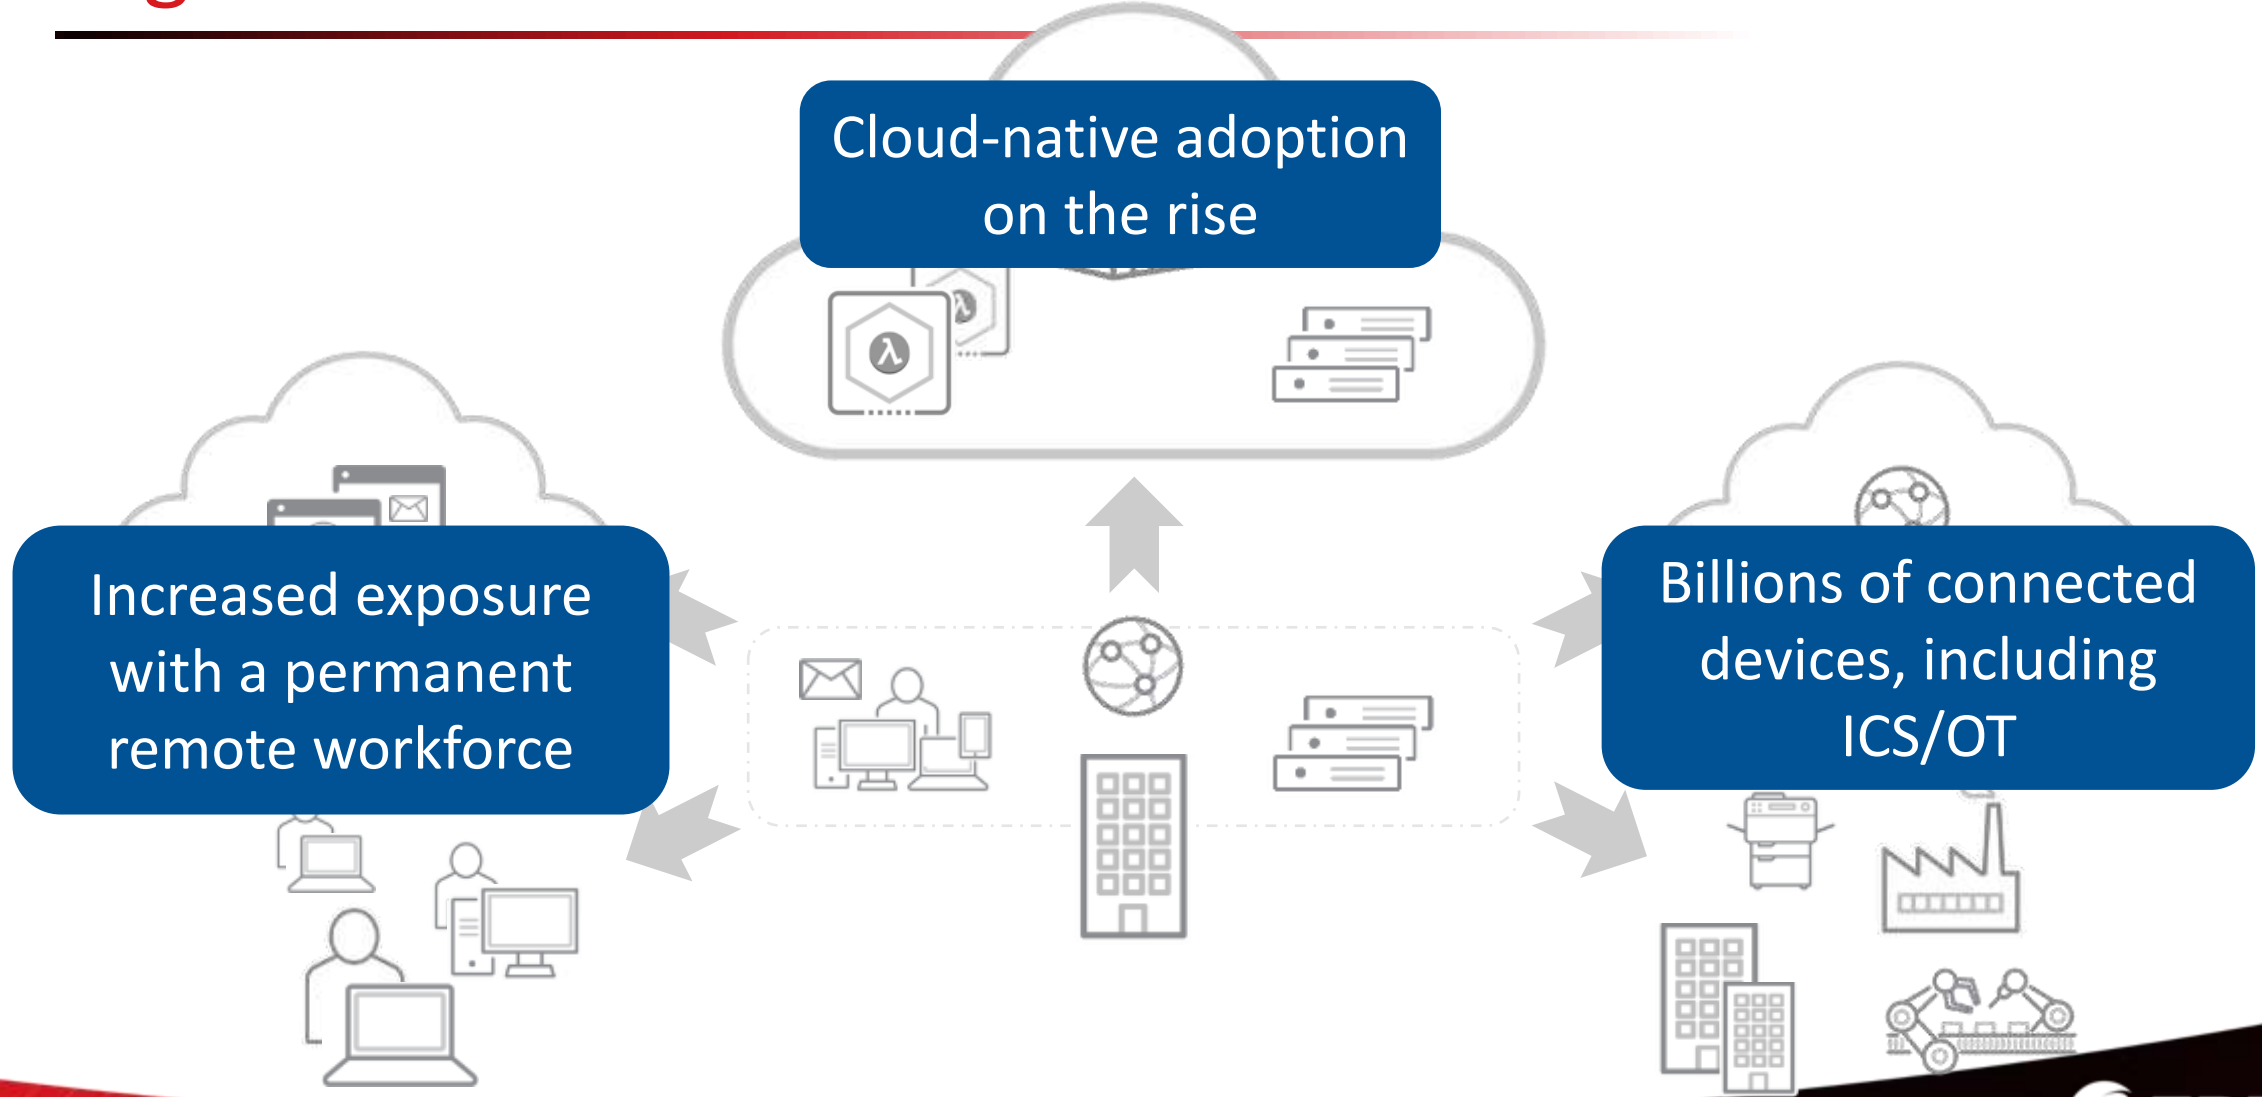 Cloud-native adoption
on the rise
Increased exposure
with a permanent
remote workforce
Billions of connected
devices, including
ICS/OT
λ
λ